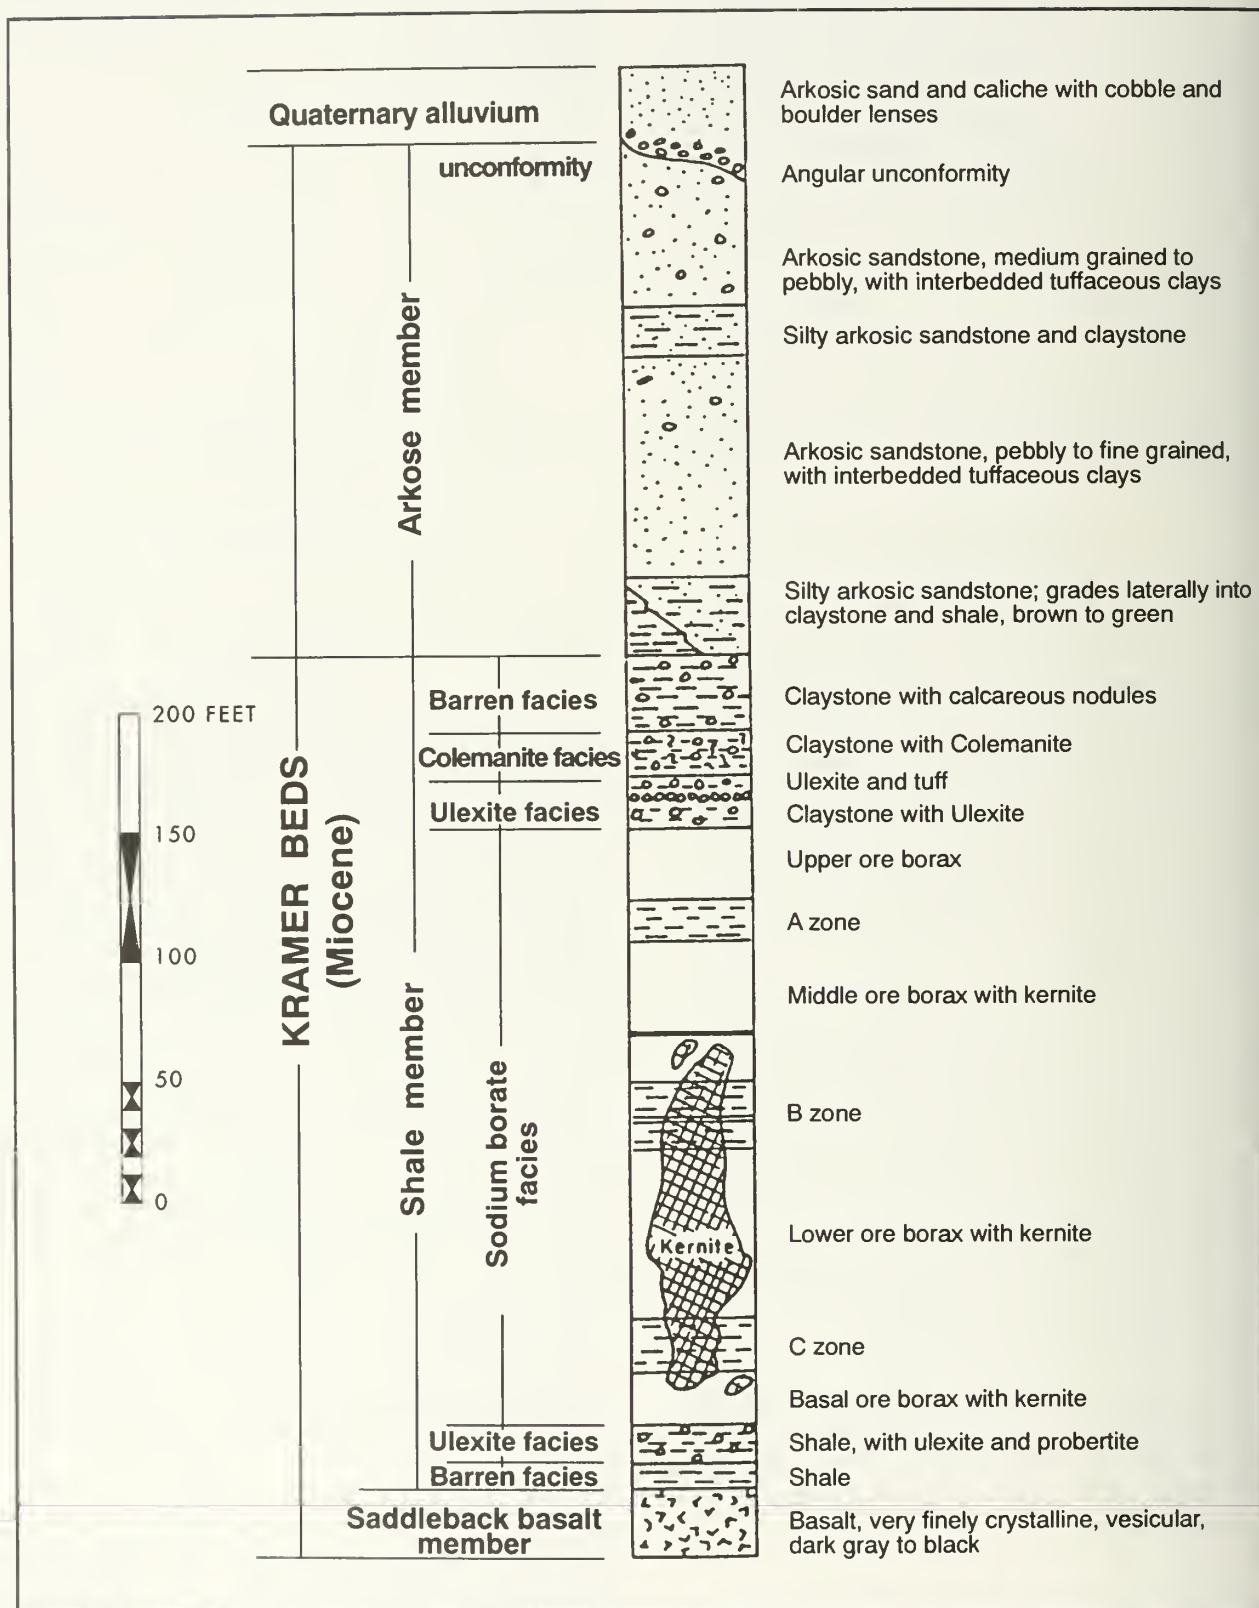 Quaternary alluvium
Arkosic sand and caliche with cobble and
boulder lenses
unconformity
Angular unconformity
Arkosic sandstone, medium grained to
pebbly, with interbedded tuffaceous clays
Arkose member
Silty arkosic sandstone and claystone
Arkosic sandstone, pebbly to fine grained,
with interbedded tuffaceous clays
Silty arkosic sandstone; grades laterally into
claystone and shale, brown to green
200 FEET
150
100
50
0
KRAMER BEDS
(Miocene)
Shale member
Barren facies
Claystone with calcareous nodules
Colemanite facies
Claystone with Colemanite
Ulexite and tuff
Ulexite facies
Claystone with Ulexite
Sodium borate
facies
Upper ore borax
A zone
Middle ore borax with kernite
B zone
Kernite
Lower ore borax with kernite
C zone
Basal ore borax with kernite
Ulexite facies
Shale, with ulexite and probertite
Barren facies
Shale
Saddleback basalt
member
Basalt, very finely crystalline, vesicular,
dark gray to black